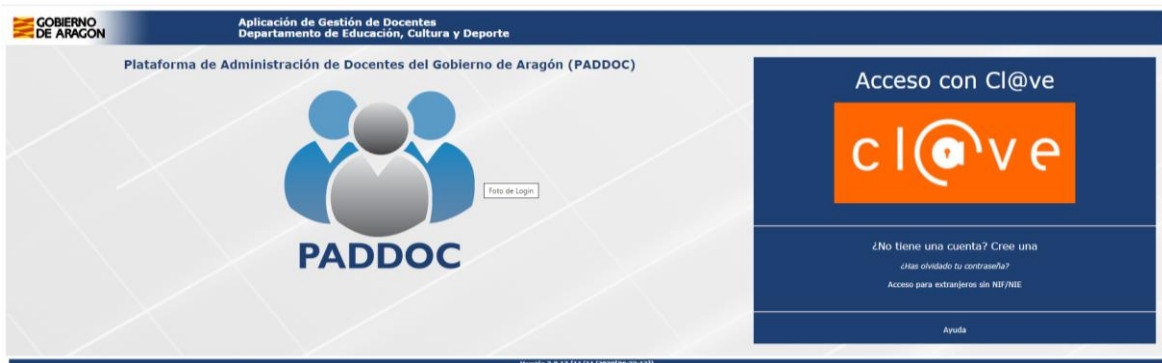 GOBIERNO
DE ARAGON
Aplicación de Gestión de Docentes
Departamento de Educación, Cultura y Deporte
Plataforma de Administración de Docentes del Gobierno de Aragón (PADDOC)
Foto de Login
PADDOC
Acceso con Cl@ve
cl@ve
¿No tiene una cuenta? Cree una
¿Has olvidado tu contraseña?
Acceso para extranjeros sin NIF/NIE
Ayuda